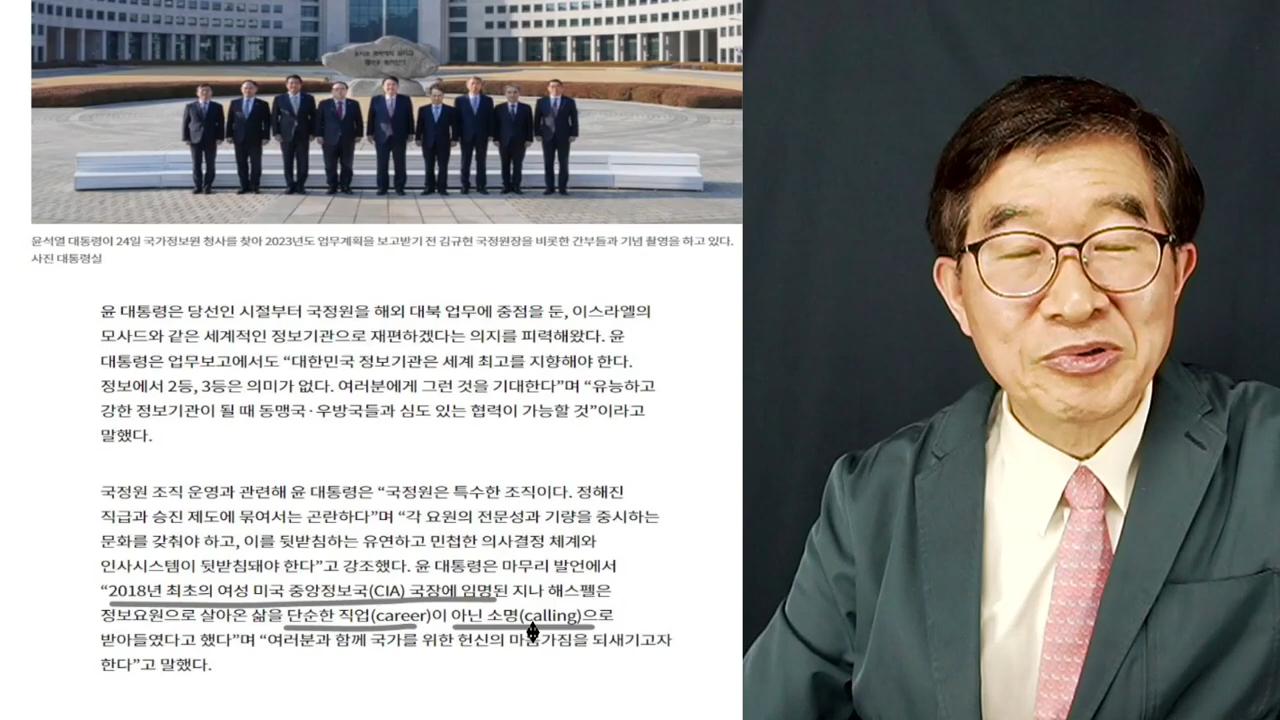 윤석열 대통령이 24일 국가정보원 청사를 찾아 2023년도 업무계획을 보고받기 전 김규현 국정원장을 비롯한 간부들과 기념 촬영을 하고 있다.
사진 대통령실
윤 대통령은 당선인 시절부터 국정원을 해외 대북 업무에 중점을 둔, 이스라엘의
모사드와 같은 세계적인 정보기관으로 재편하겠다는 의지를 피력해왔다. 윤
대통령은 업무보고에서도 “대한민국 정보기관은 세계 최고를 지향해야 한다.
정보에서 2등, 3등은 의미가 없다. 여러분에게 그런 것을 기대한다”며 “유능하고
강한 정보기관이 될 때 동맹국·우방국들과 심도 있는 협력이 가능할 것”이라고
말했다.
국정원 조직 운영과 관련해 윤 대통령은 “국정원은 특수한 조직이다. 정해진
직급과 승진 제도에 묶여서는 곤란하다”며 “각 요원의 전문성과 기량을 중시하는
문화를 갖춰야 하고, 이를 뒷받침하는 유연하고 민첩한 의사결정 체계와
인사시스템이 뒷받침돼야 한다”고 강조했다. 윤 대통령은 마무리 발언에서
“2018년 최초의 여성 미국 중앙정보국(CIA) 국장에 임명된 지나 해스펠은
정보요원으로 살아온 삶을 단순한 직업(career)이 아닌 소명(calling)으로
받아들였다고 했다”며 “여러분과 함께 국가를 위한 헌신의 마음가짐을 되새기고자
한다”고 말했다.